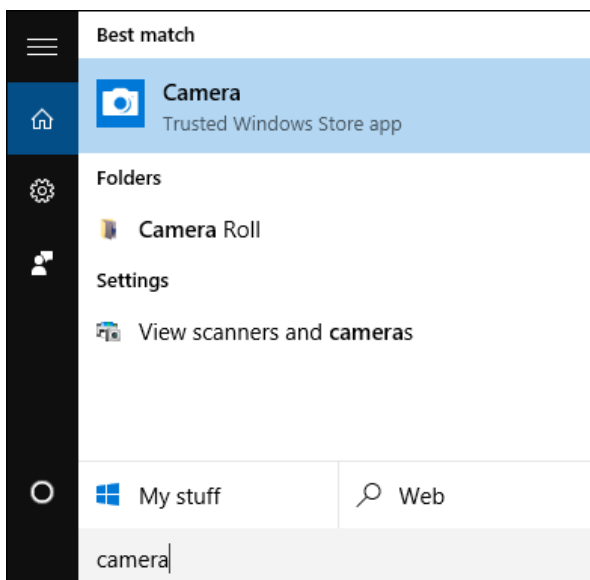 Best match
Camera
Trusted Windows Store app
Folders
Camera Roll
Settings
View scanners and cameras
My stuff
Web
camera